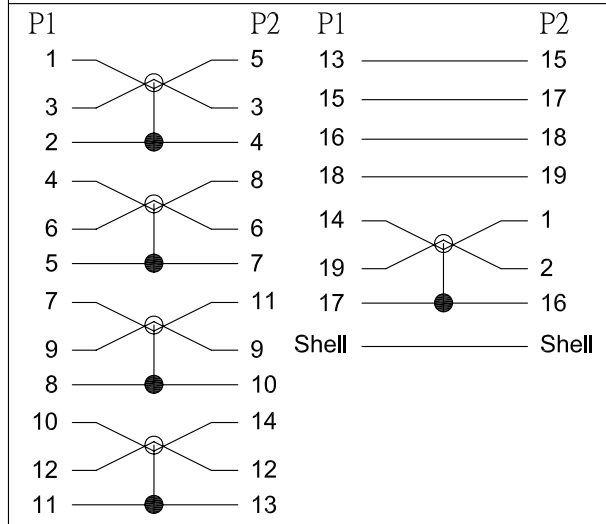 P1 P2 P1 P2
1 5 13 15
3 3 15 17
2 4 16 18
4 8 18 19
6 6 14 1
5 7 19 2
7 11 17 16
9 9 Shell Shell
8 10
10 14
12 12
11 13